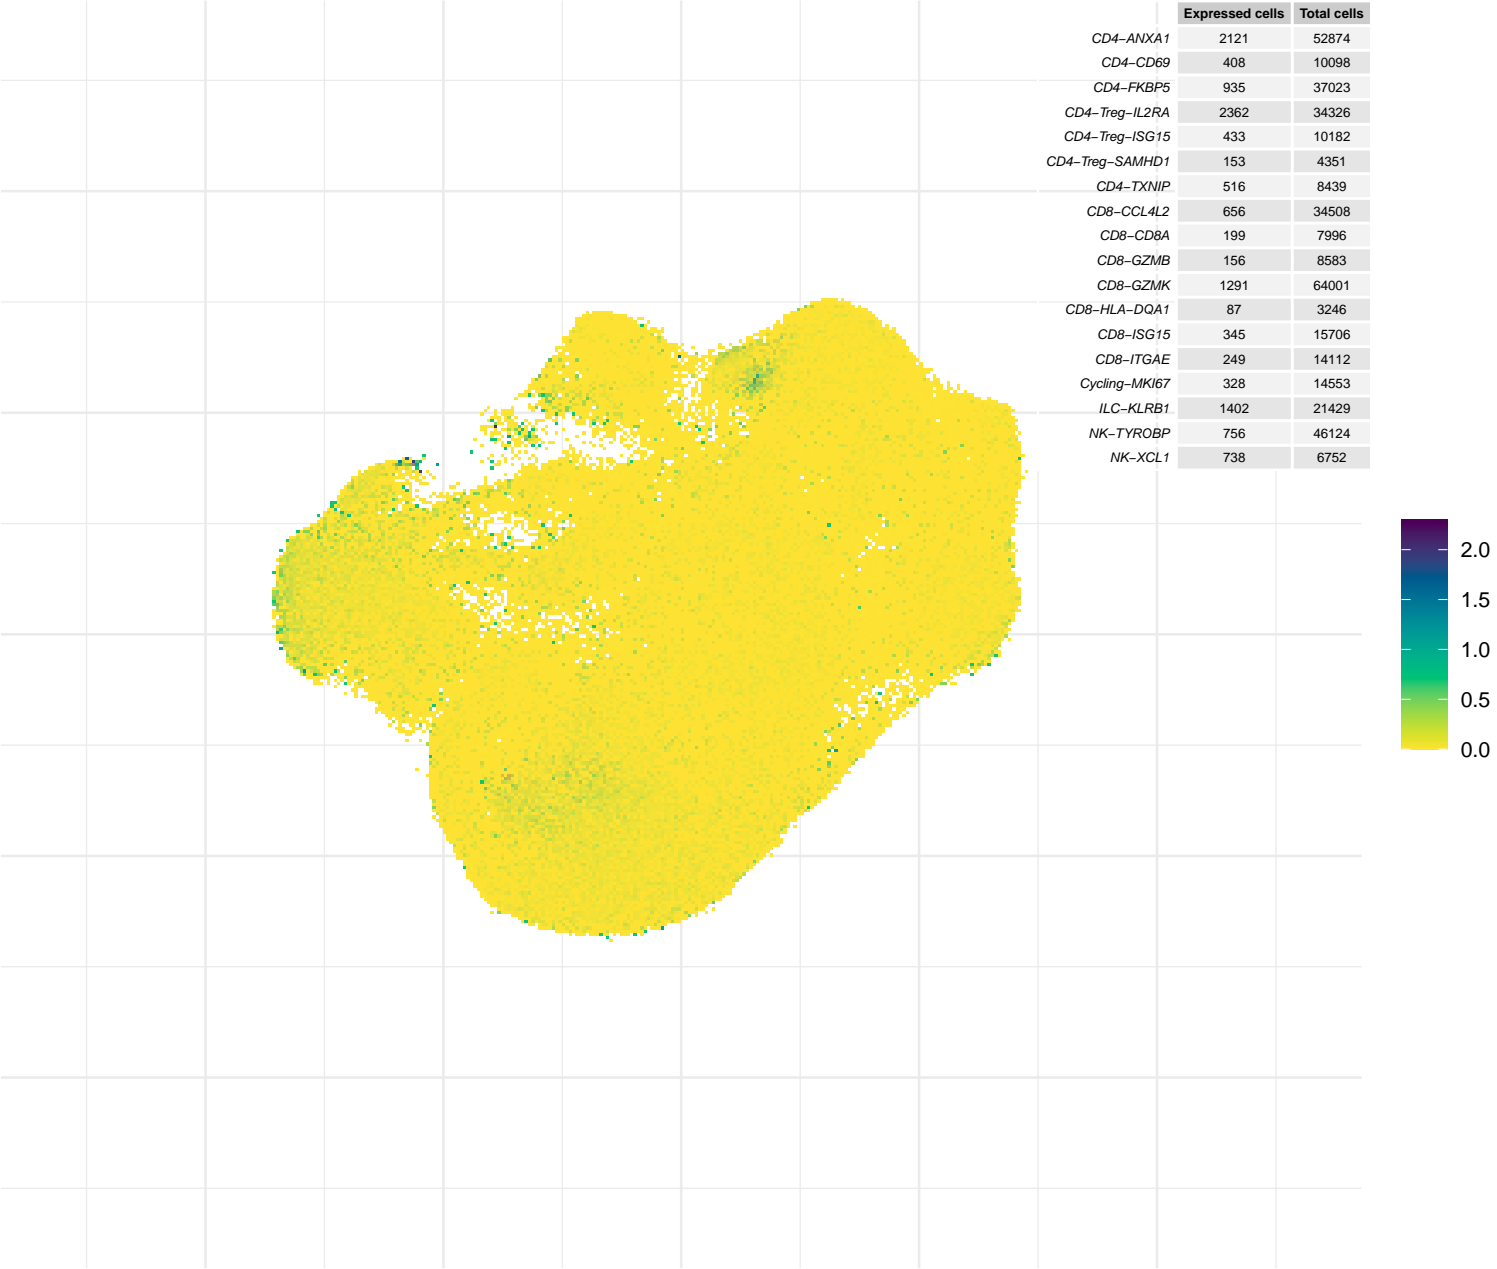 Expressed cells Total cells
CD4−ANXA1 2121 52874
CD4−CD69 408 10098
CD4−FKBP5 935 37023
CD4−Treg−IL2RA 2362 34326
CD4−Treg−ISG15 433 10182
CD4−Treg−SAMHD1 153 4351
CD4−TXNIP 516 8439
CD8−CCL4L2 656 34508
CD8−CD8A 199 7996
CD8−GZMB 156 8583
CD8−GZMK 1291 64001
CD8−HLA−DQA1 87 3246
CD8−ISG15 345 15706
CD8−ITGAE 249 14112
Cycling−MKI67 328 14553
ILC−KLRB1 1402 21429
NK−TYROBP 756 46124
NK−XCL1 738 6752
2.0
1.5
1.0
0.5
0.0